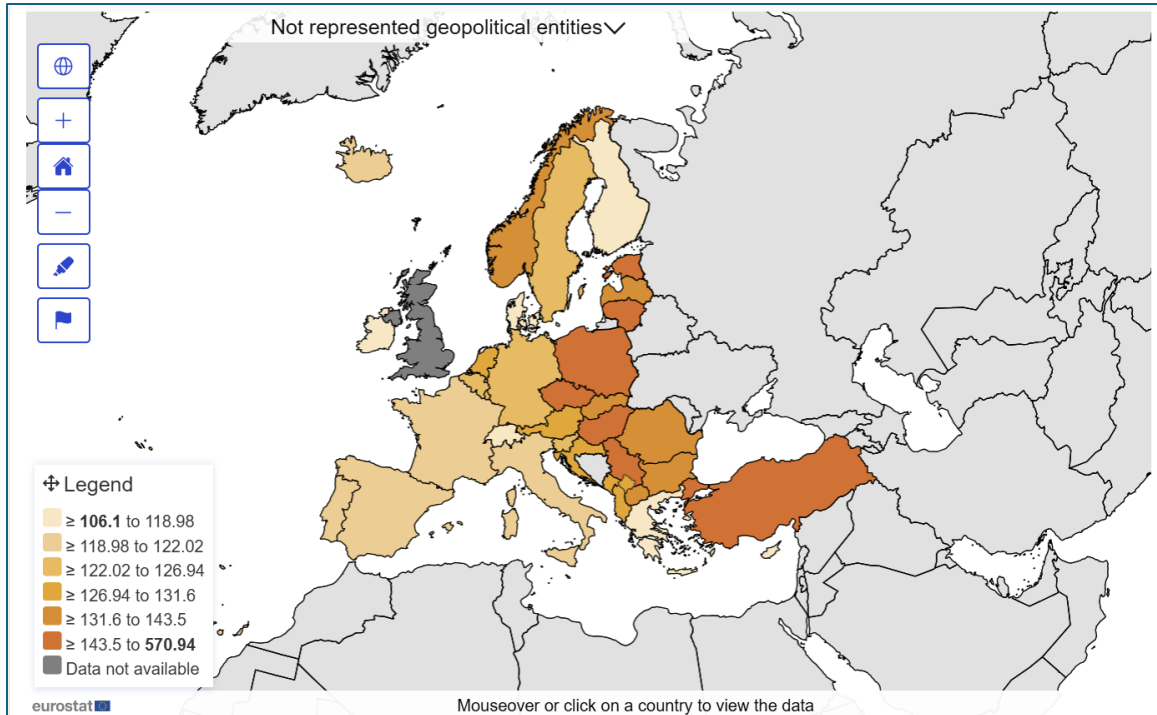 Not represented geopolitical entities
Legend
≥ 106.1 to 118.98
≥ 118.98 to 122.02
≥ 122.02 to 126.94
≥ 126.94 to 131.6
≥ 131.6 to 143.5
≥ 143.5 to 570.94
Data not available
eurostat
Mouseover or click on a country to view the data